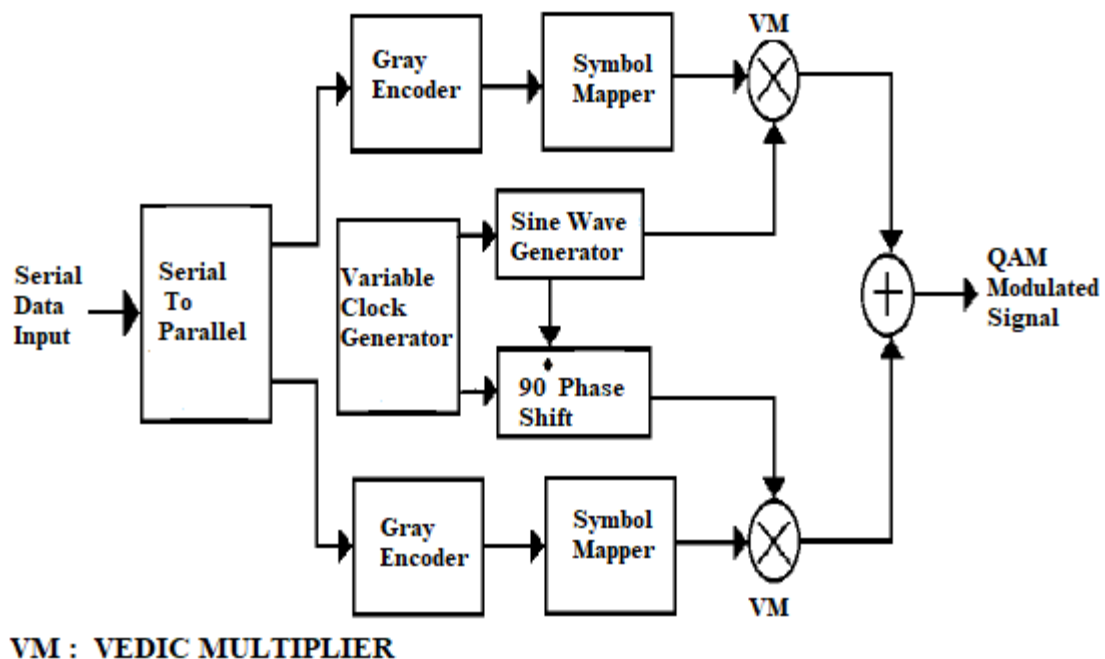 VM
Gray
Encoder
Symbol
Mapper
Sine Wave
Generator
Serial
Data
Input
Serial
To
Parallel
Variable
Clock
Generator
QAM
Modulated
Signal
90 Phase
Shift
Gray
Encoder
Symbol
Mapper
VM
VM : VEDIC MULTIPLIER